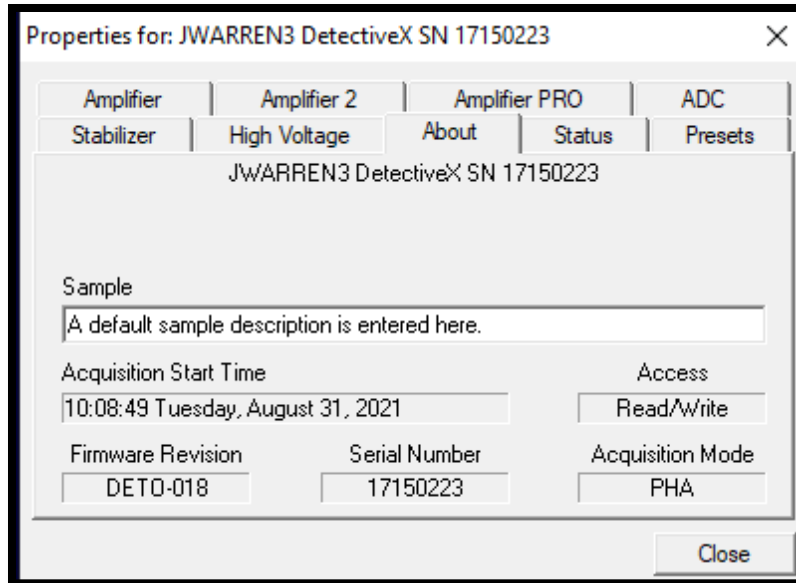 Properties for: JWARREN3 DetectiveX SN 17150223
Amplifier Amplifier 2 Amplifier PRO ADC
Stabilizer High Voltage About Status Presets
JWARREN3 DetectiveX SN 17150223
Sample
A default sample description is entered here.
Acquisition Start Time Access
10:08:49 Tuesday, August 31, 2021 Read/Write
Firmware Revision Serial Number Acquisition Mode
DETO-018 17150223 PHA
Close